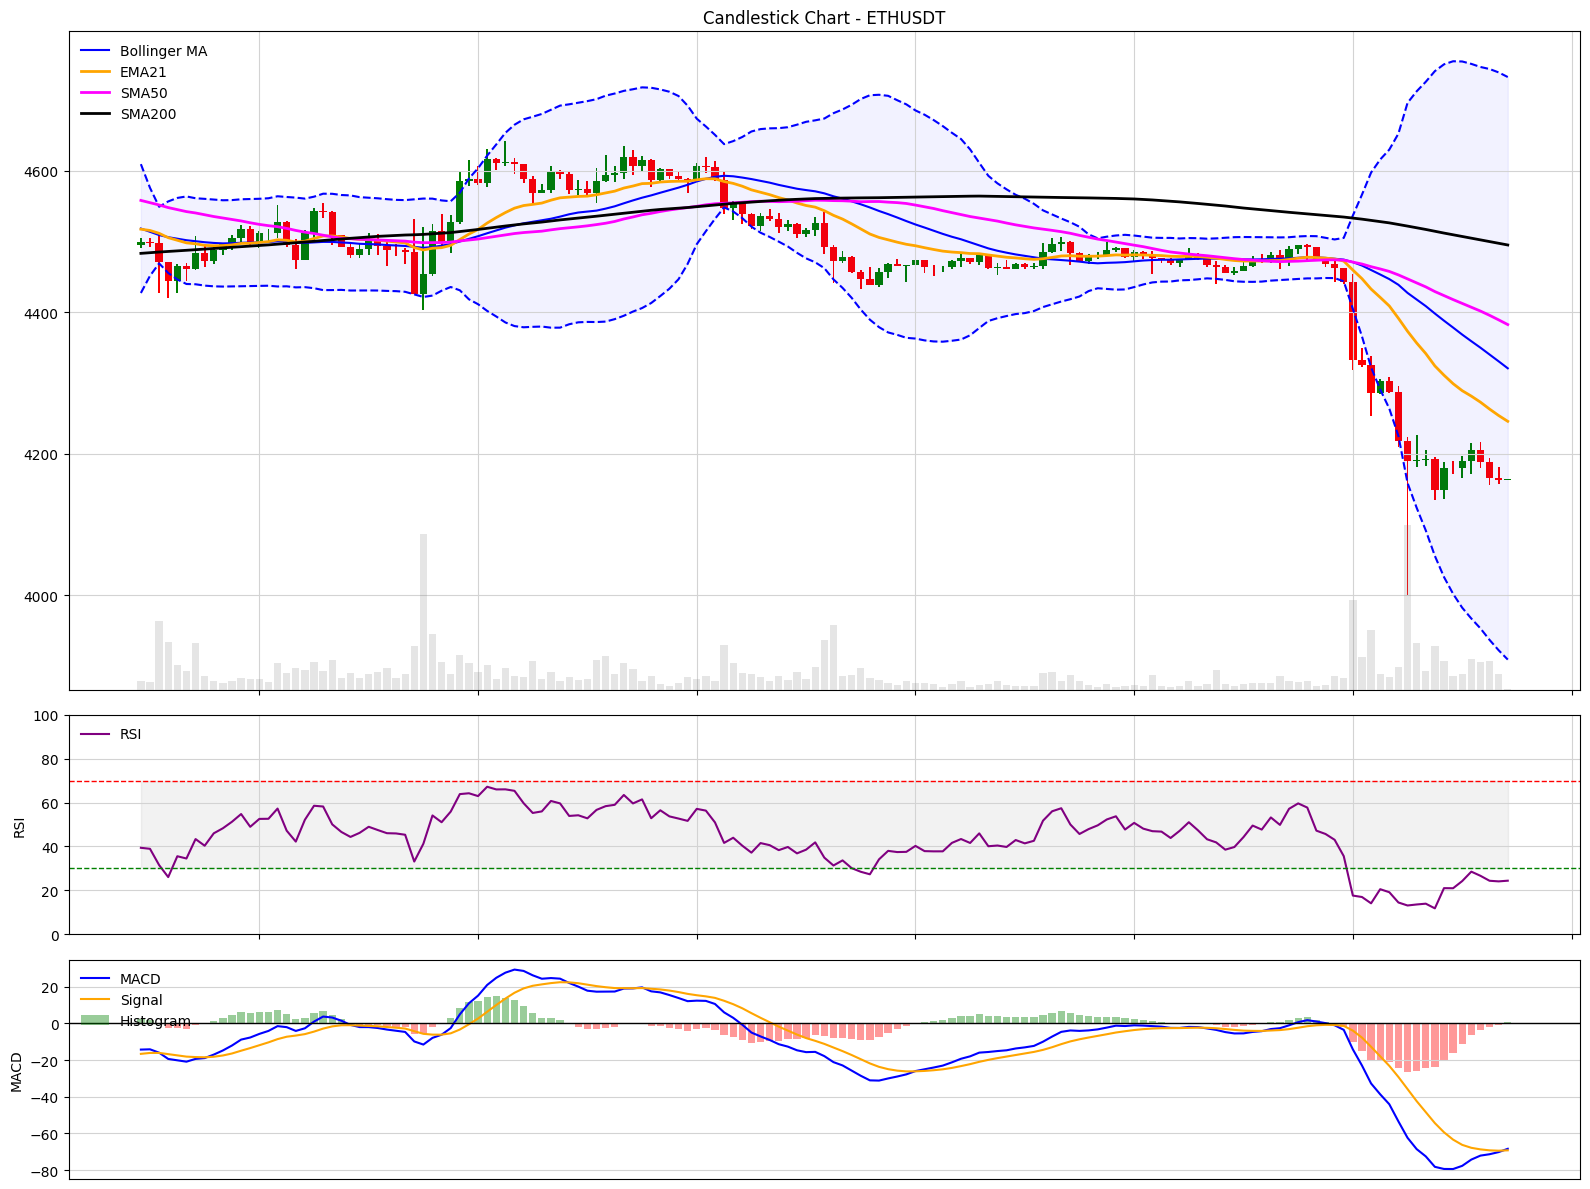 Candlestick Chart - ETHUSDT
Bollinger MA
EMA21
SMA50
SMA200
4600
4400
4200
4000
RSI
100
80
60
40
20
0
RSI
MACD
Signal
Histogram
20
0
−20
−40
−60
−80
MACD